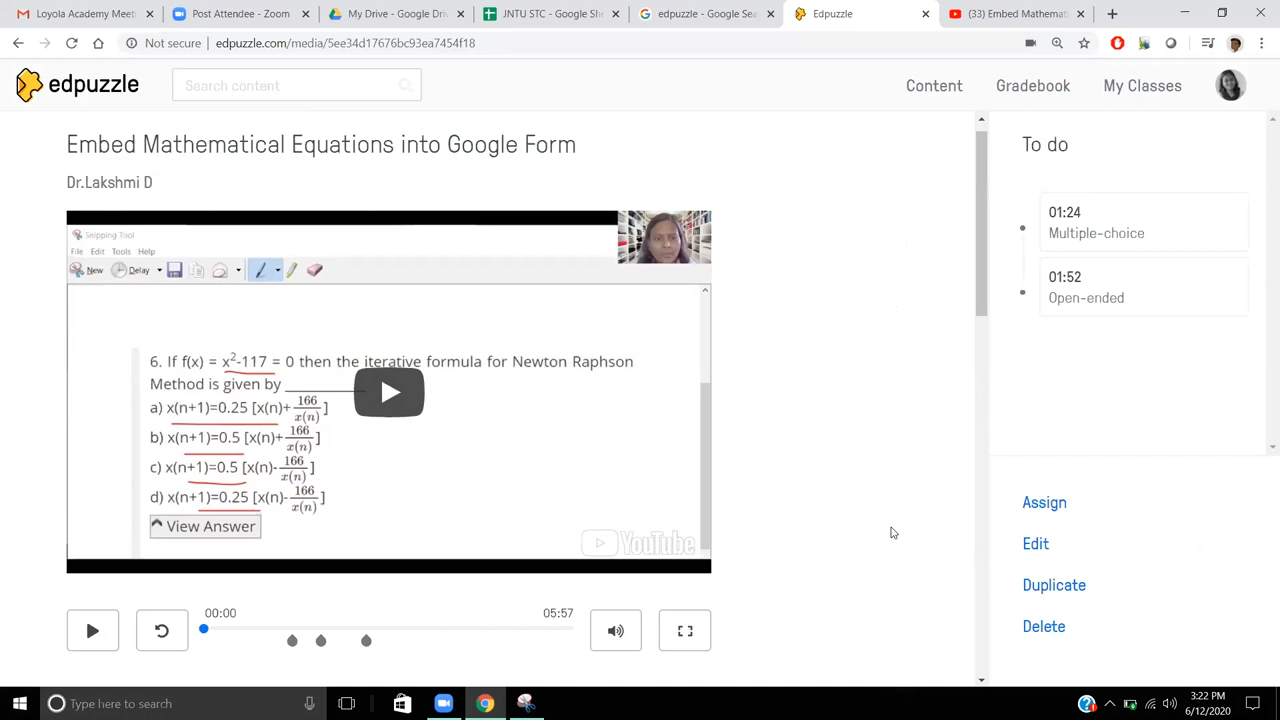 Loyola Academy Meeti
Post Attendee - Zoom
My Drive - Google Driv
JNTU STC - Google She
edpuzzle - Google Sea
Edpuzzle
(33) Embed Mathemati
Not secure
edpuzzle.com/media/5ee34d17676bc93ea7454f18
edpuzzle
Search content
Content
Gradebook
My Classes
Embed Mathematical Equations into Google Form
Dr.Lakshmi D
Snipping Tool
File Edit Tools Help
New Delay
6. If f(x) = x²-117 = 0 then the iterative formula for Newton Raphson
Method is given by __________
a) x(n+1)=0.25 [x(n)+166/x(n)]
b) x(n+1)=0.5 [x(n)+166/x(n)]
c) x(n+1)=0.5 [x(n)-166/x(n)]
d) x(n+1)=0.25 [x(n)-166/x(n)]
View Answer
YouTube
00:00
05:57
To do
01:24
Multiple-choice
01:52
Open-ended
Assign
Edit
Duplicate
Delete
Type here to search
3:22 PM
6/12/2020